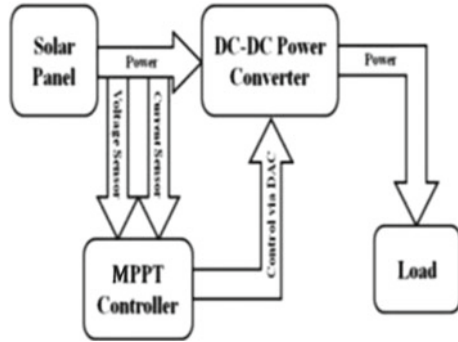 Solar
Panel
Power
DC-DC Power
Converter
Power
Voltage Sensor
Current Sensor
Control via DAC
MPPT
Controller
Load